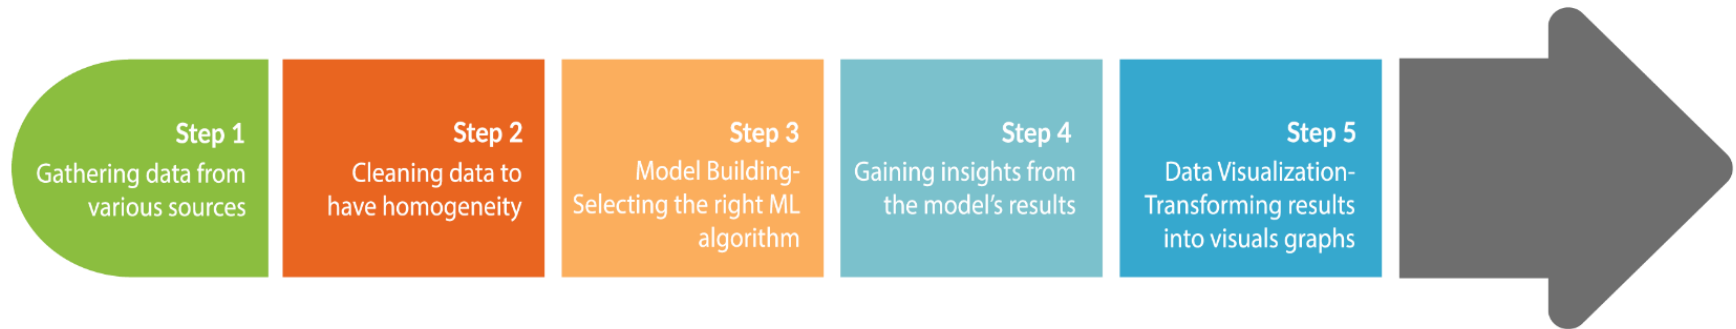 Step 1
Gathering data from
various sources
Step 2
Cleaning data to
have homogeneity
Step 3
Model Building-
Selecting the right ML
algorithm
Step 4
Gaining insights from
the model's results
Step 5
Data Visualization-
Transforming results
into visuals graphs